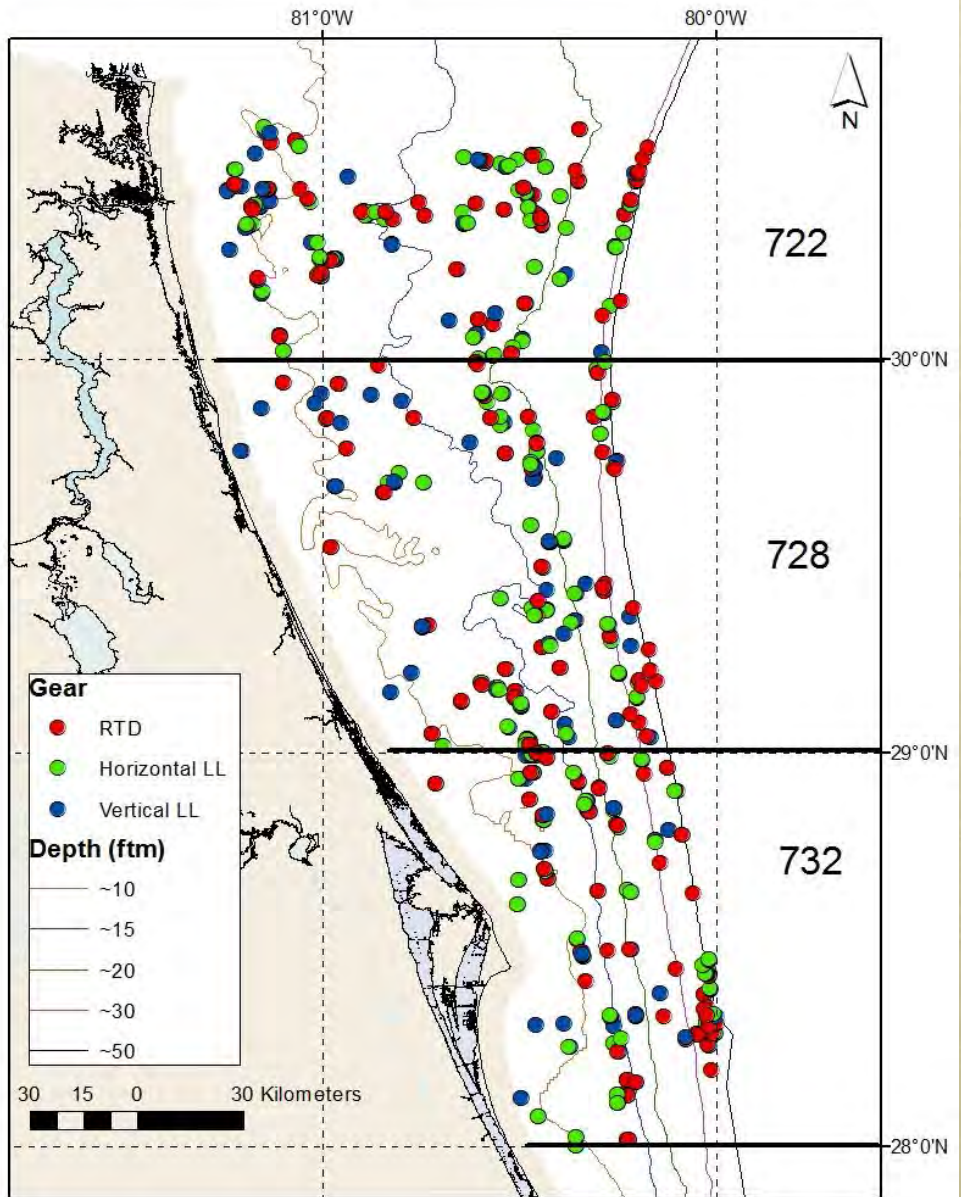 81°0'W 80°0'W
N
722
30°0'N
728
Gear
RTD
Horizontal LL
Vertical LL
29°0'N
Depth (ftm)
~10
~15
~20
~30
~50
732
30 15 0 30 Kilometers
28°0'N